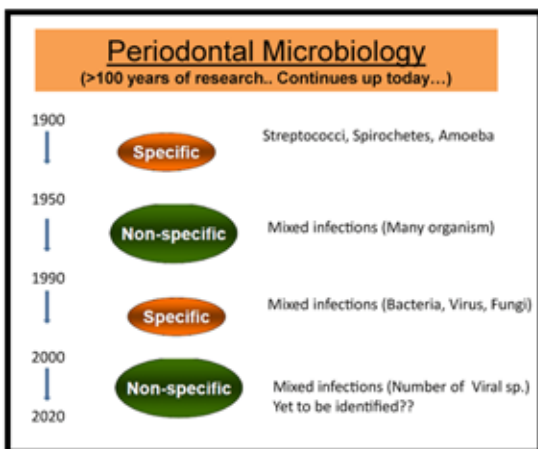 Periodontal Microbiology
(>100 years of research.. Continues up today…)
1900
Specific
Streptococci, Spirochetes, Amoeba
1950
Non-specific
Mixed infections (Many organism)
1990
Specific
Mixed infections (Bacteria, Virus, Fungi)
2000
Non-specific
Mixed infections (Number of Viral sp.)
Yet to be identified??
2020